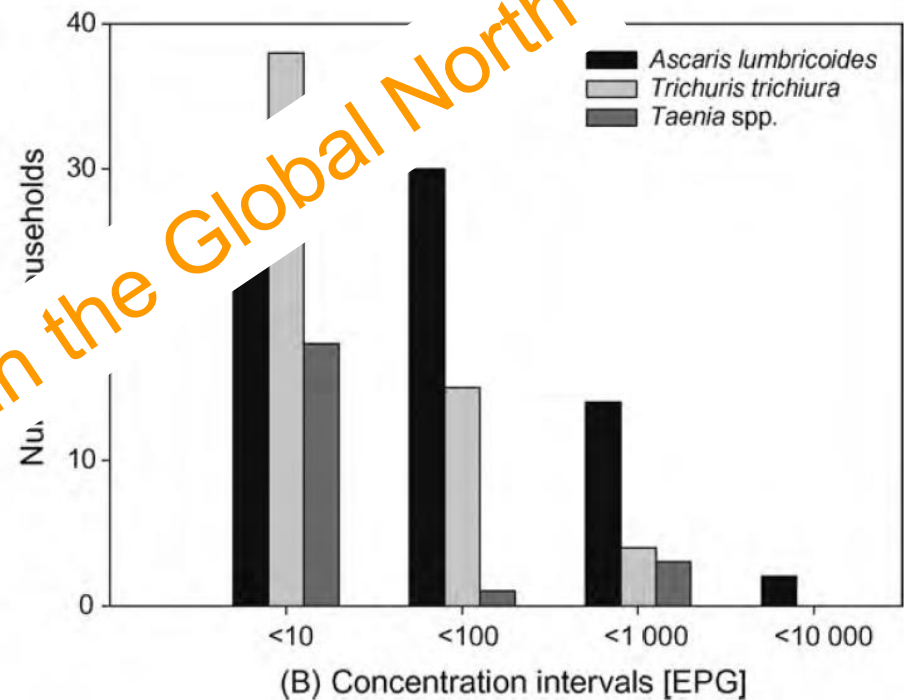 40
30
10
0
Ascaris lumbricoides
Trichuris trichiura
Taenia spp.
the Global North
<10 <100 <1 000 <10 000
(B) Concentration intervals [EPG]